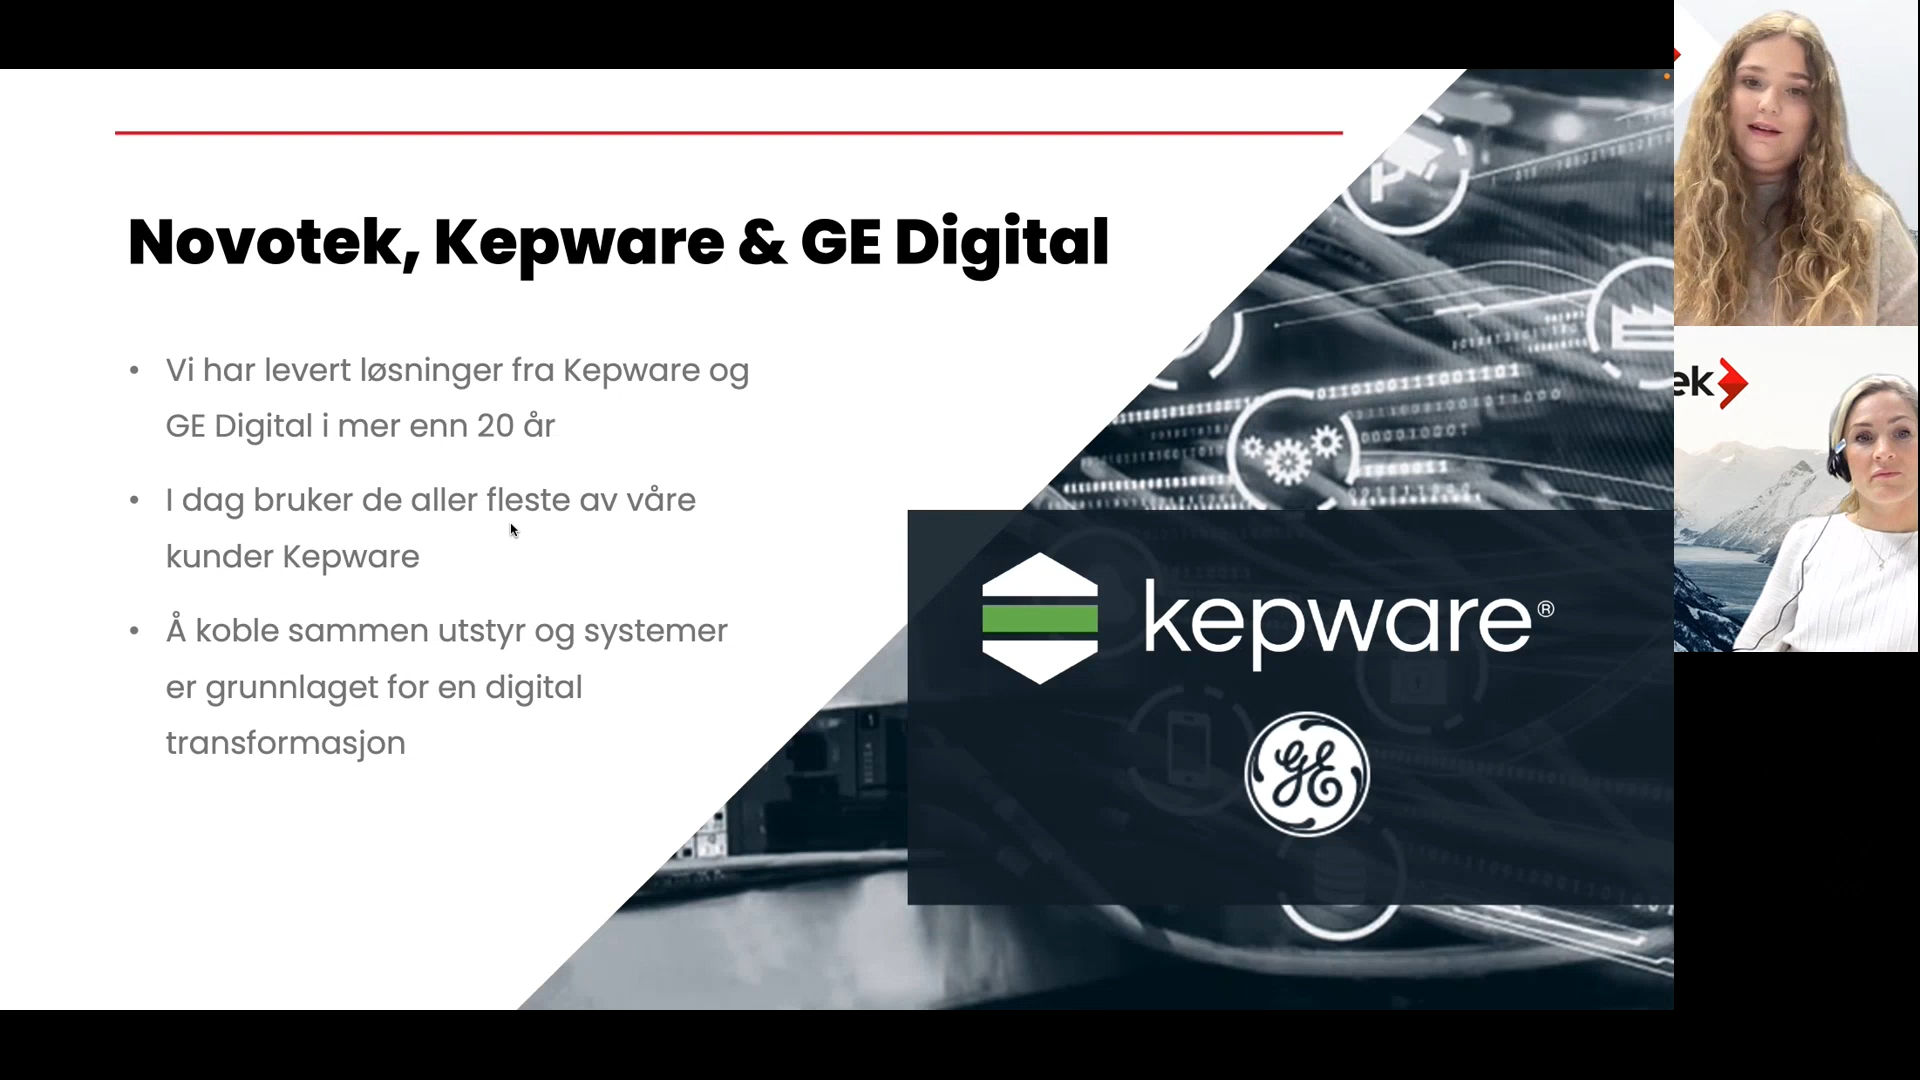 Novotek, Kepware & GE Digital
• Vi har levert løsninger fra Kepware og
GE Digital i mer enn 20 år
• I dag bruker de aller fleste av våre
kunder Kepware
• Å koble sammen utstyr og systemer
er grunnlaget for en digital
transformasjon
kepware®
GE
ek